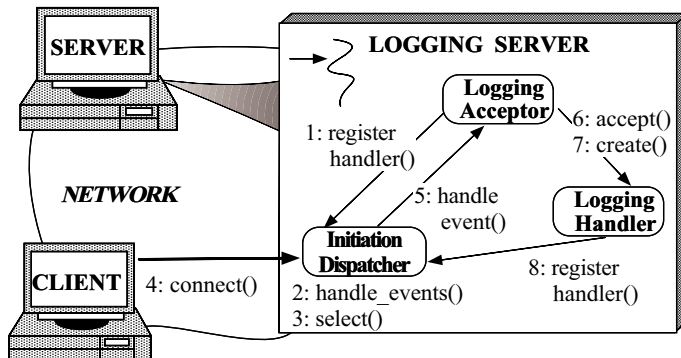 SERVER
LOGGING SERVER
Logging
Acceptor
1: register
handler()
6: accept()
7: create()
NETWORK
5: handle
event()
Logging
Handler
Initiation
Dispatcher
CLIENT
4: connect()
8: register
handler()
2: handle_events()
3: select()